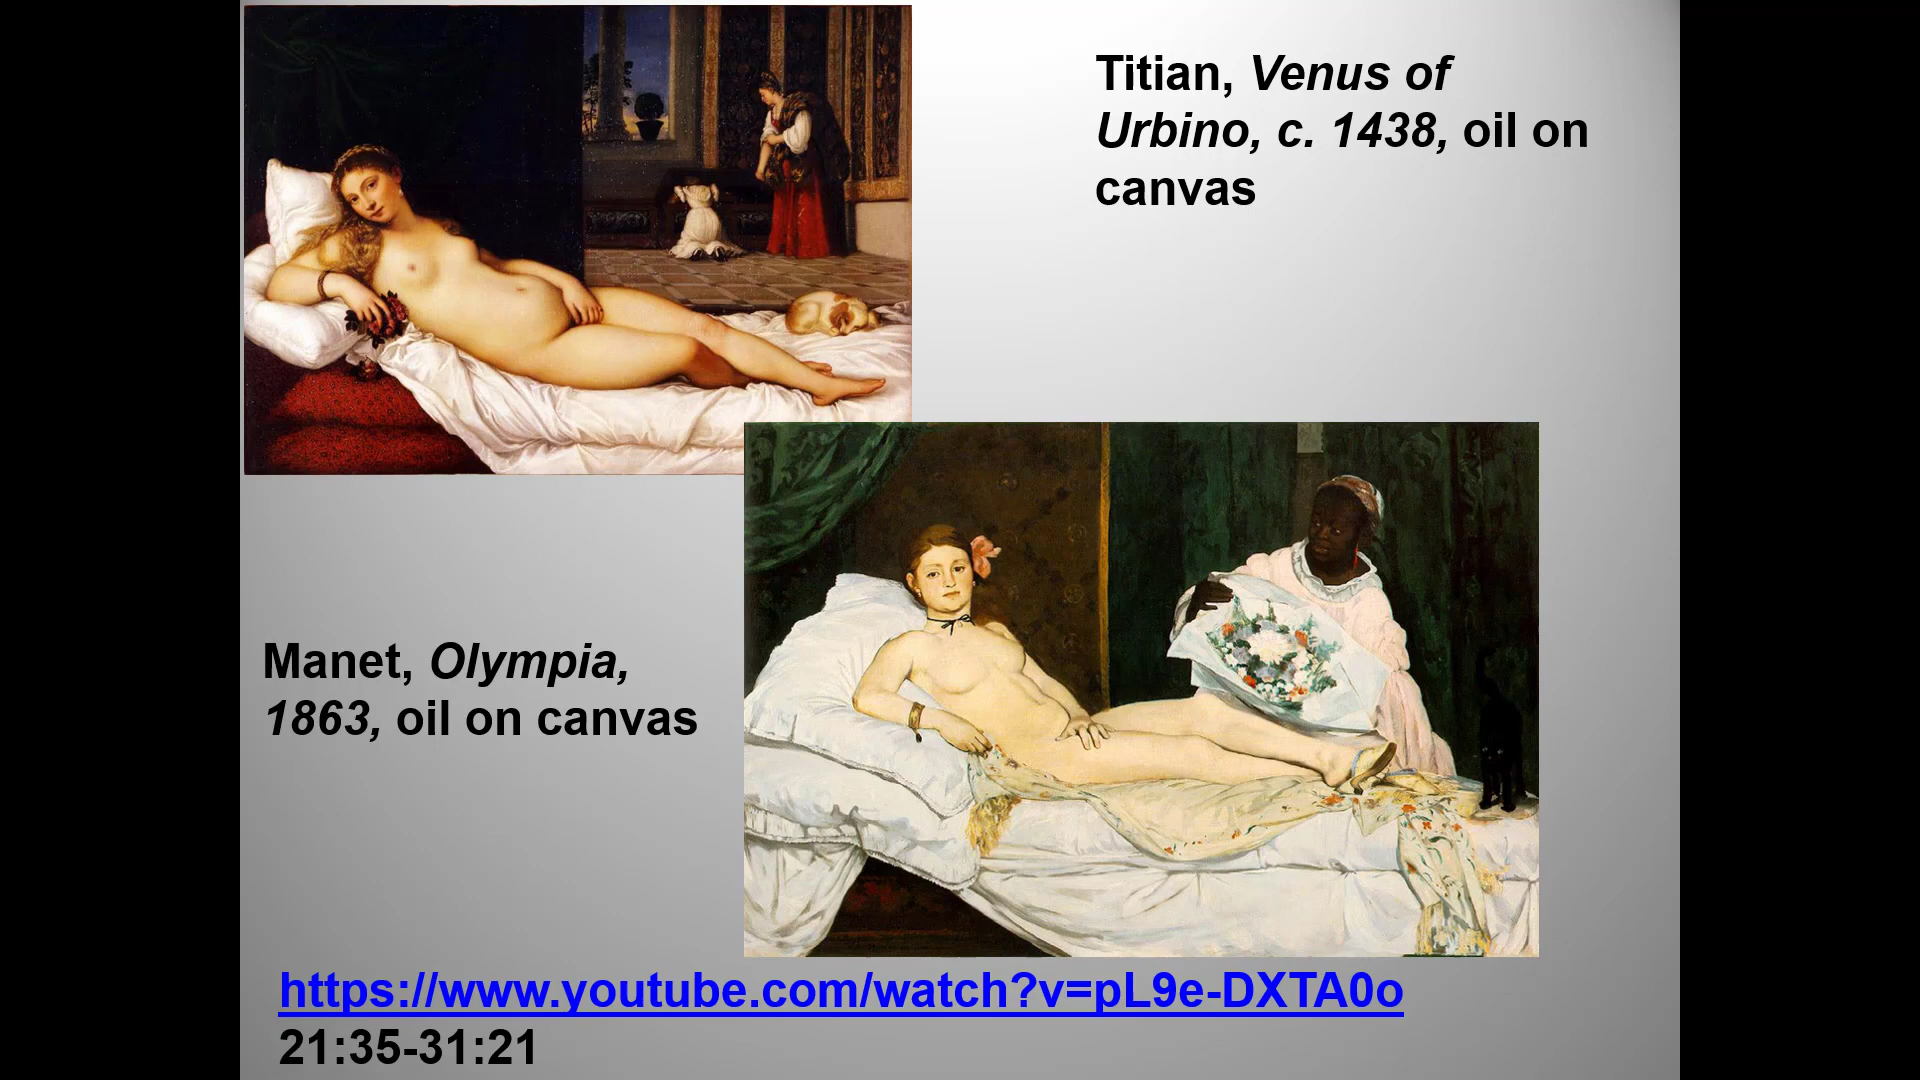 Titian, Venus of
Urbino, c. 1438, oil on
canvas
Manet, Olympia,
1863, oil on canvas
https://www.youtube.com/watch?v=pL9e-DXTA0o
21:35-31:21